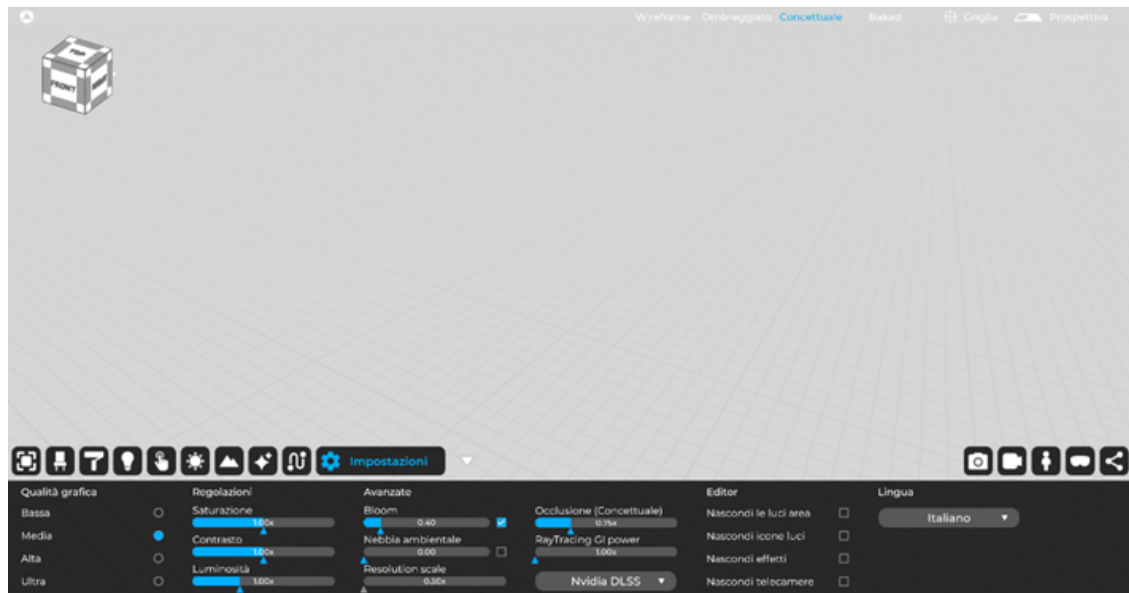 Wireframe Ombreggiato Concettuale Baked Griglia Prospettiva
TOP
FRONT
Impostazioni
Qualità grafica
Bassa
Media
Alta
Ultra
Regolazioni
Saturazione
1.00x
Contrasto
1.00x
Luminosità
1.00x
Avanzate
Bloom
0.40
Nebbia ambientale
0.00
Resolution scale
0.50x
Occlusione (Concettuale)
0.75x
RayTracing GI power
1.00x
Nvidia DLSS
Editor
Nascondi le luci area
Nascondi icone luci
Nascondi effetti
Nascondi telecamere
Lingua
Italiano